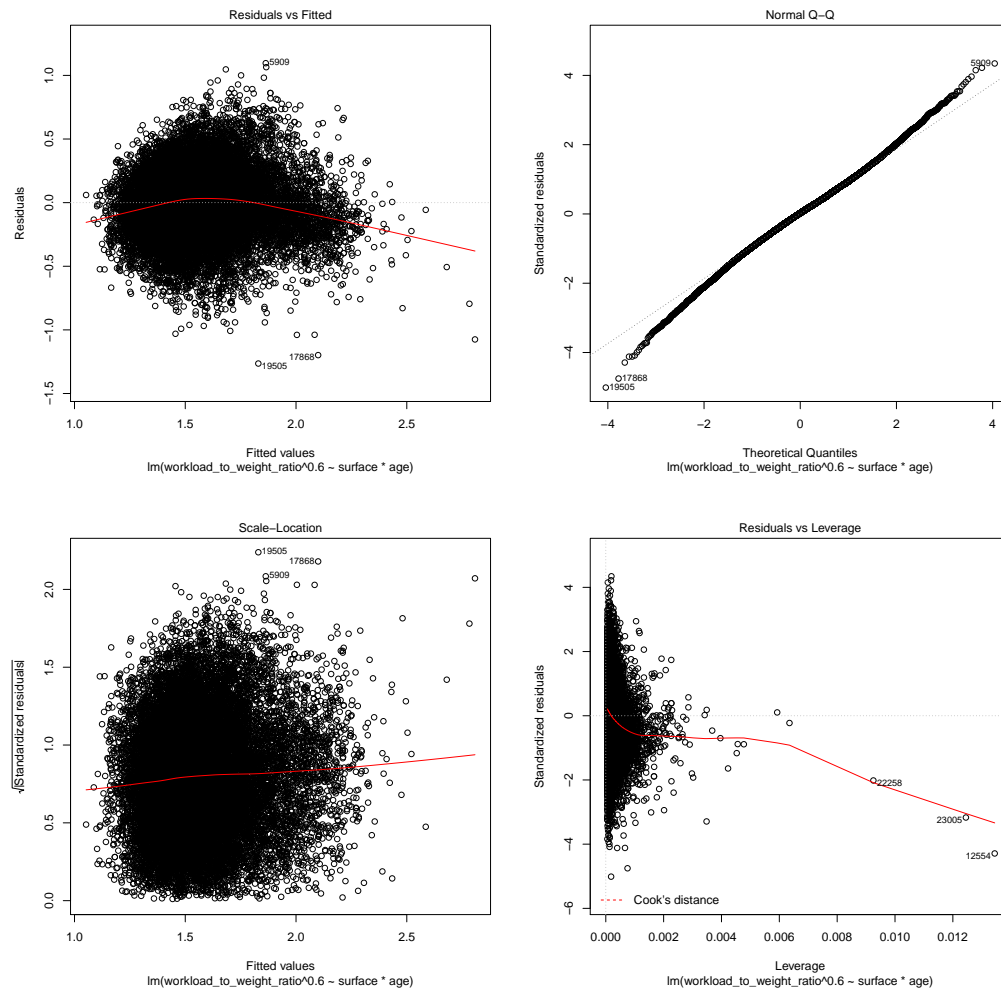 Residuals vs Fitted
Residuals
1.0
0.5
0.0
−0.5
−1.0
−1.5
5909
17868
19505
1.0 1.5 2.0 2.5
Fitted values
lm(workload_to_weight_ratio^0.6 ~ surface * age)
Normal Q−Q
Standardized residuals
4
2
0
−2
−4
5909
17868
19505
−4 −2 0 2 4
Theoretical Quantiles
lm(workload_to_weight_ratio^0.6 ~ surface * age)
Scale−Location
√|Standardized residuals|
2.0
1.5
1.0
0.5
0.0
19505
17868
5909
1.0 1.5 2.0 2.5
Fitted values
lm(workload_to_weight_ratio^0.6 ~ surface * age)
Residuals vs Leverage
Standardized residuals
4
2
0
−2
−4
−6
22258
23005
12554
Cook's distance
0.000 0.002 0.004 0.006 0.008 0.010 0.012
Leverage
lm(workload_to_weight_ratio^0.6 ~ surface * age)